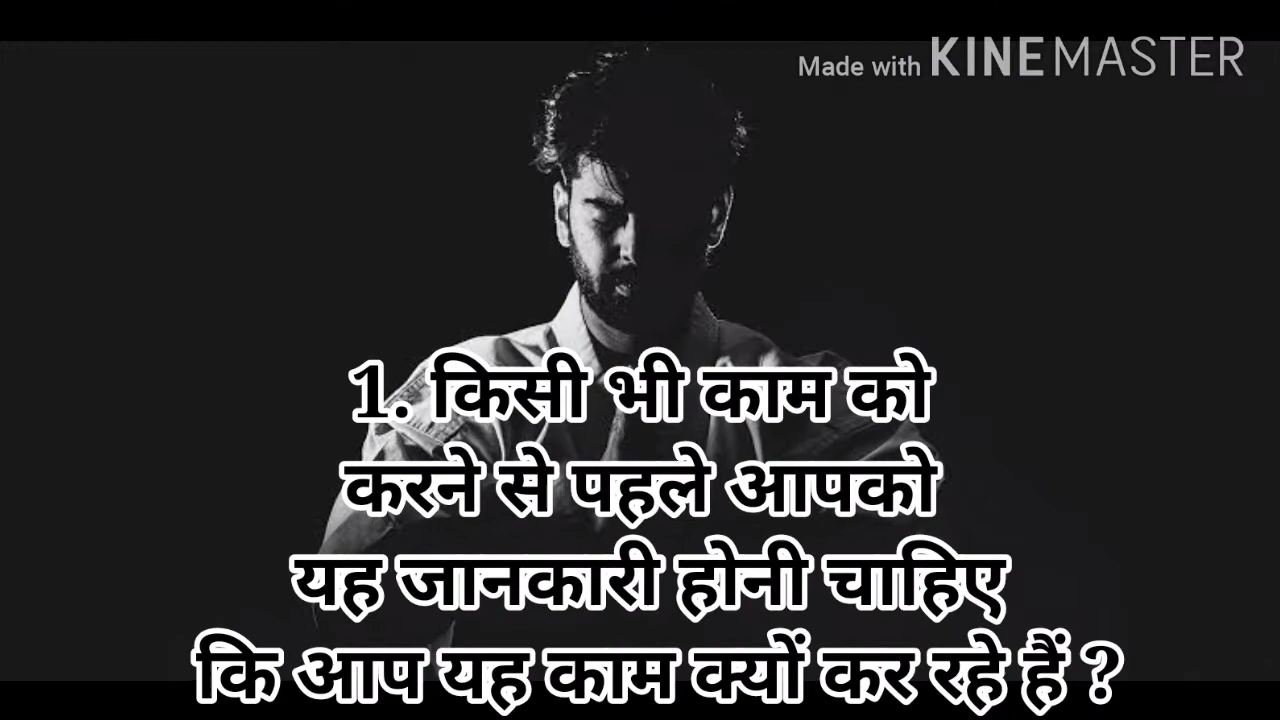 Made with KINEMASTER
1. किसी भी काम को
करने से पहले आपको
यह जानकारी होनी चाहिए
कि आप यह काम क्यों कर रहे हैं ?